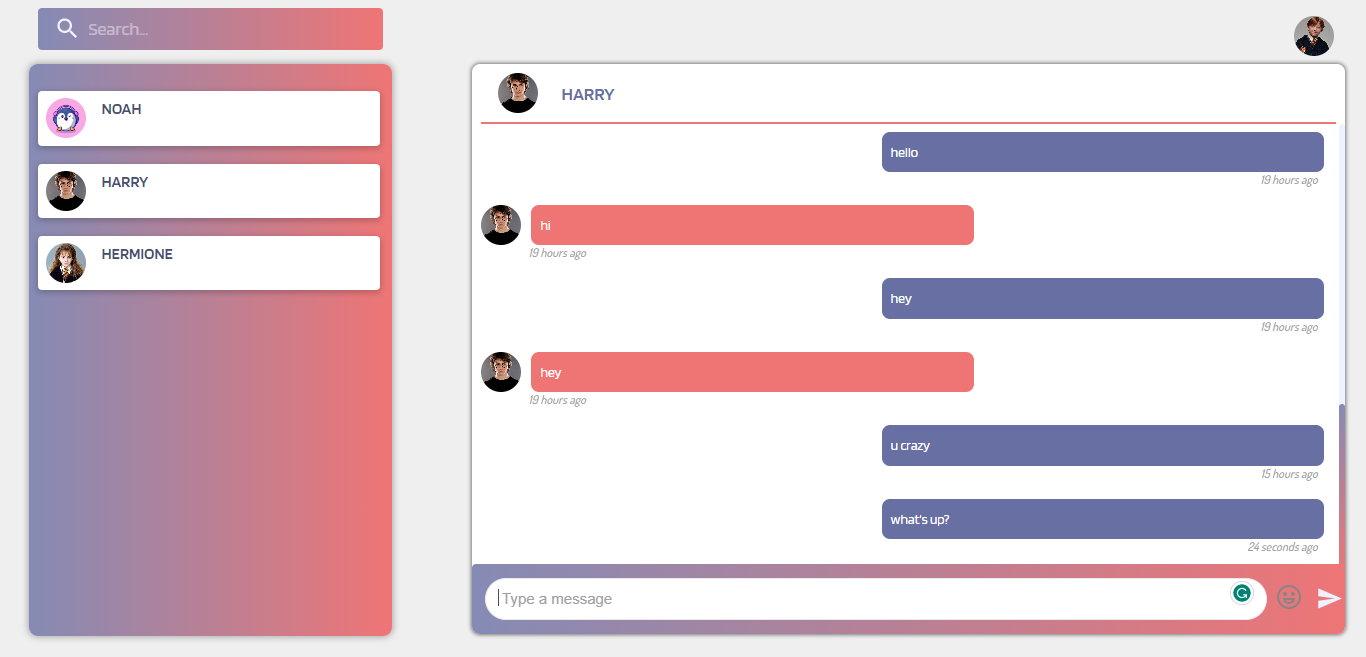 Search...
NOAH
HARRY
HERMIONE
HARRY
hello
19 hours ago
hi
19 hours ago
hey
19 hours ago
hey
19 hours ago
u crazy
15 hours ago
what's up?
24 seconds ago
Type a message